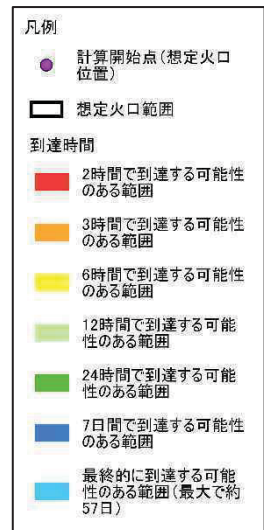 凡例
計算開始点(想定火口
位置)
想定火口範囲
到達時間
2時間で到達する可能性
のある範囲
3時間で到達する可能性
のある範囲
6時間で到達する可能性
のある範囲
12時間で到達する可能
性のある範囲
24時間で到達する可能
性のある範囲
7日間で到達する可能性
のある範囲
最終的に到達する可能
性のある範囲(最大で約
57日)